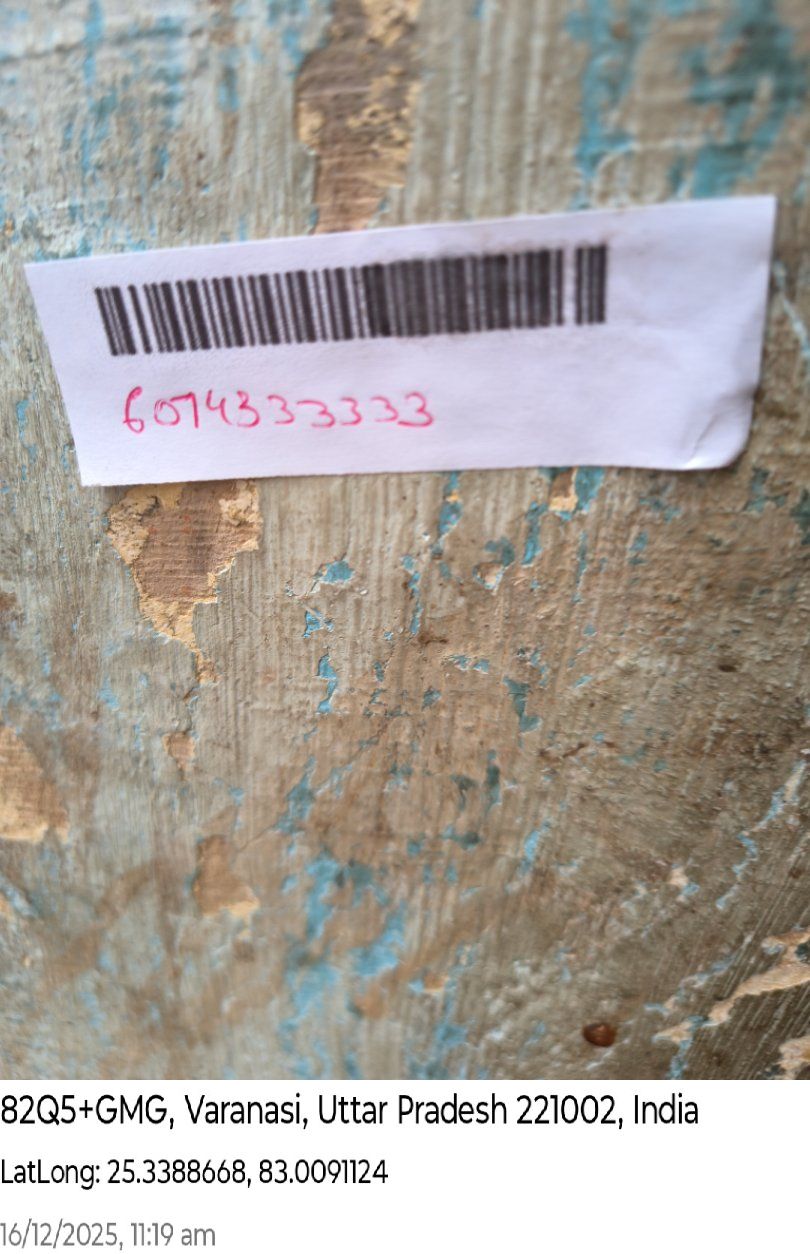 6074333333
82Q5+GMG, Varanasi, Uttar Pradesh 221002, India
LatLong: 25.3388668, 83.0091124
16/12/2025, 11:19 am